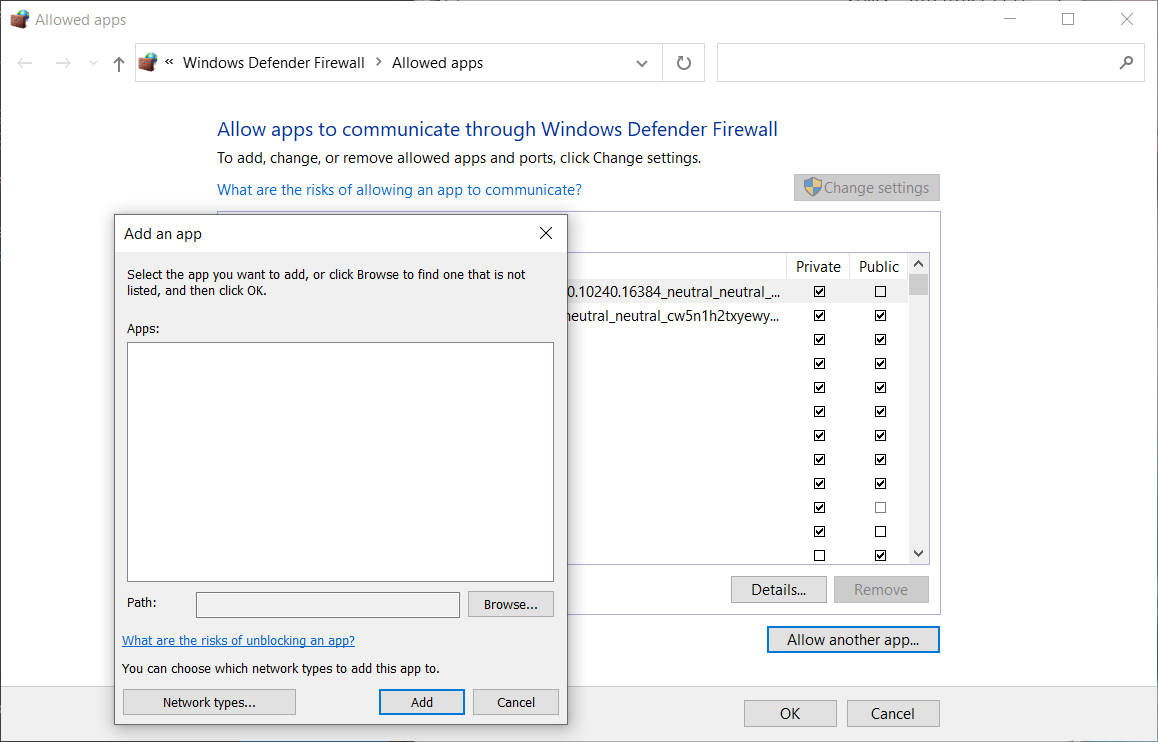 Allowed apps
« Windows Defender Firewall > Allowed apps
Allow apps to communicate through Windows Defender Firewall
To add, change, or remove allowed apps and ports, click Change settings.
What are the risks of allowing an app to communicate?
Change settings
Add an app
Select the app you want to add, or click Browse to find one that is not
listed, and then click OK.
Apps:
Path:
Browse...
What are the risks of unblocking an app?
You can choose which network types to add this app to.
Network types...
Add
Cancel
Private Public
0.10240.16384_neutral_neutral_...
neutral_neutral_cw5n1h2txyewy...
Details...
Remove
Allow another app...
OK
Cancel